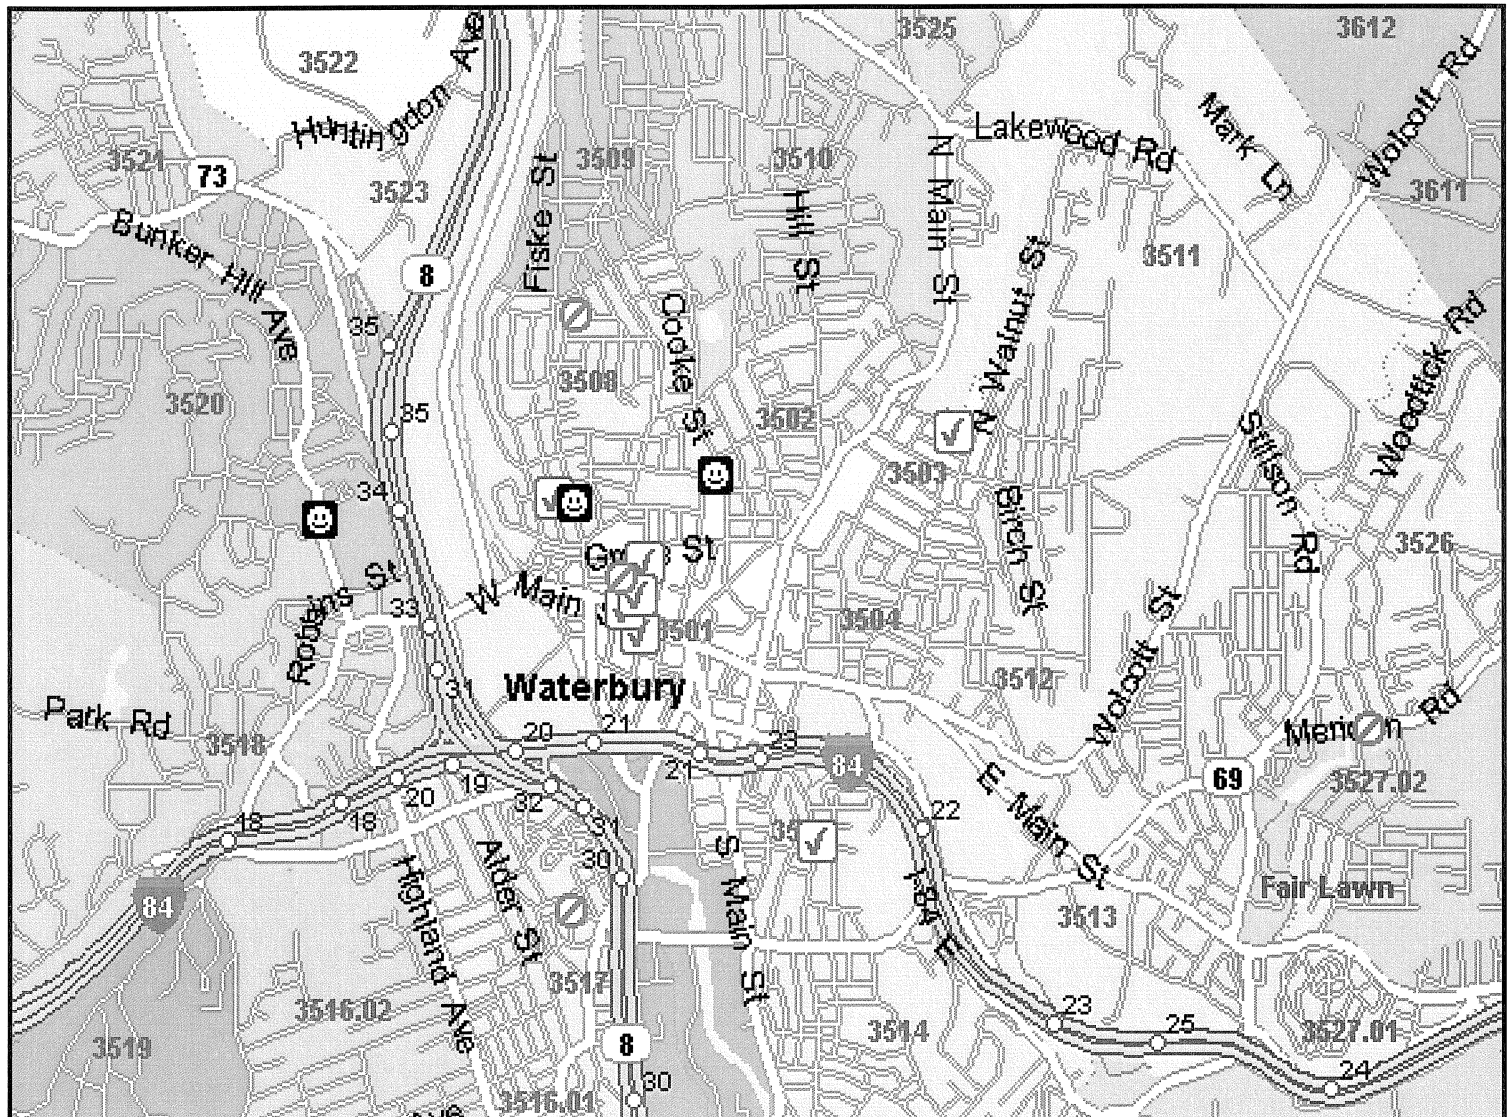 3525
3612
3522
Ave
Wolcott Rd
Huntingdon
Lakewood Rd
Mark Ln
3521
3509
3510
73
3523
Fiske St
Hill St
N Main St
3611
Bunker Hill Ave
8
3511
N Walnut St
35
Cooke St
Woodtick Rd
3508
3520
35
3502
Stillson Rd
3503
34
Birch St
3526
St
Robbins St
33
W Main
3501
3504
Wolcott St
31
Waterbury
3512
Park Rd
3518
20
21
21
23
84
Meriden Rd
69
3527.02
20
19
32
18
18
31
22
E Main St
35
30
S Main St
Highland Ave
Alder St
I-84 E
Fair Lawn
84
3513
3517
3516.02
23
25
3519
8
3514
3527.01
24
30
3516.01
Ave